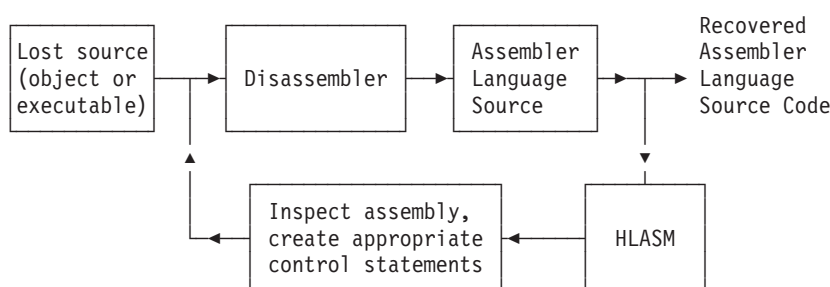 Lost source
(object or
executable)
Disassembler
Assembler
Language
Source
Recovered
Assembler
Language
Source Code
Inspect assembly,
create appropriate
control statements
HLASM